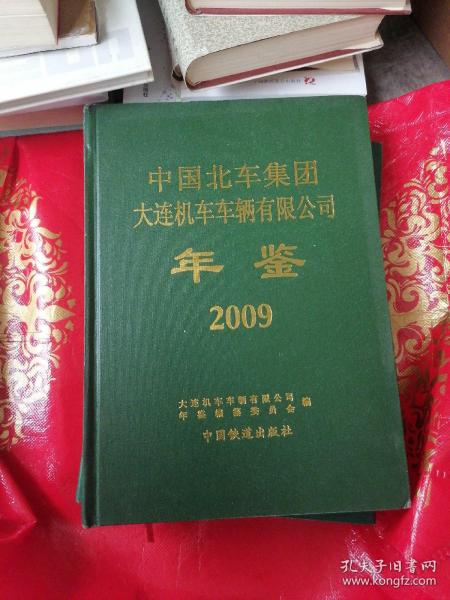 中国北车集团
大连机车车辆有限公司
年鉴
2009
大连机车车辆有限公司
年鉴编纂委员会 编
中国铁道出版社
孔夫子旧书网
www.kongfz.com